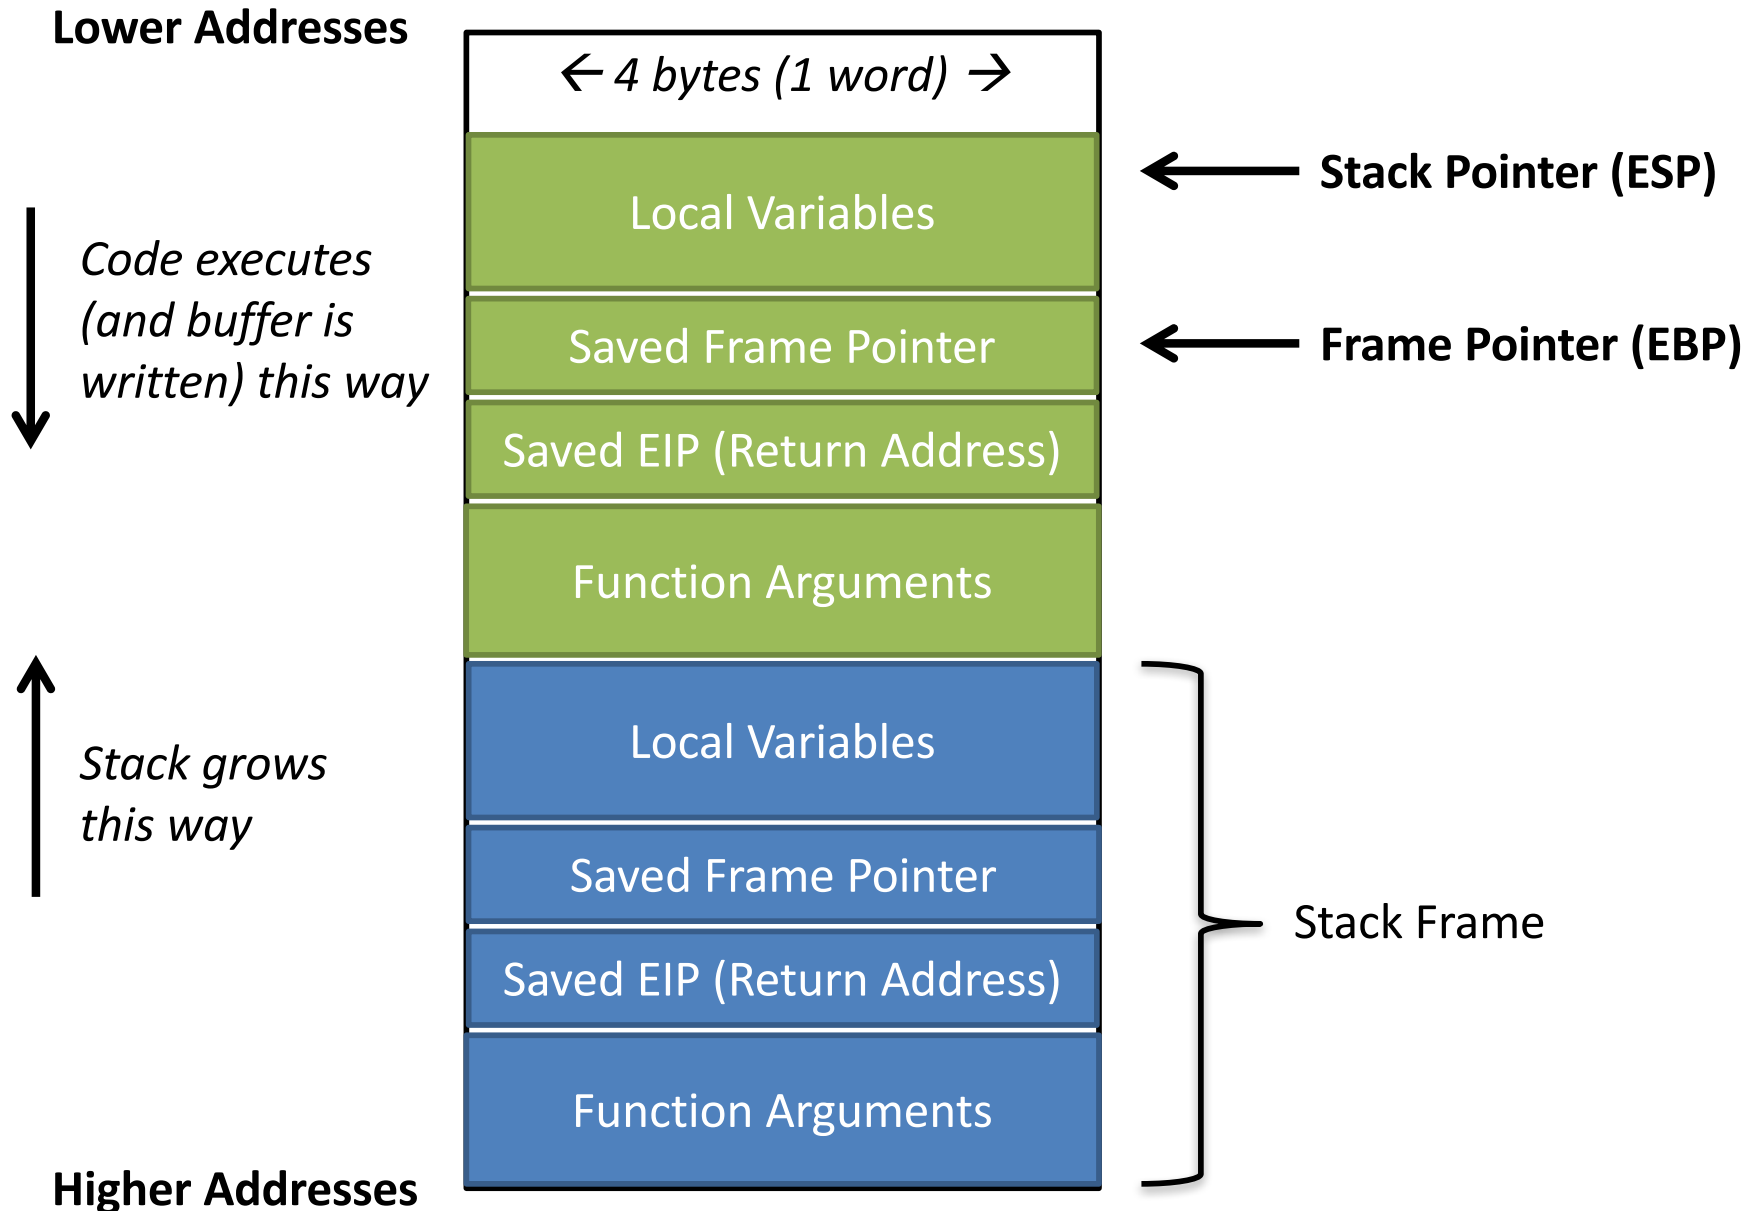 Lower Addresses
← 4 bytes (1 word) →
Stack Pointer (ESP)
Local Variables
Code executes
(and buffer is
written) this way
Saved Frame Pointer
Frame Pointer (EBP)
Saved EIP (Return Address)
Function Arguments
Local Variables
Stack grows
this way
Saved Frame Pointer
Stack Frame
Saved EIP (Return Address)
Function Arguments
Higher Addresses